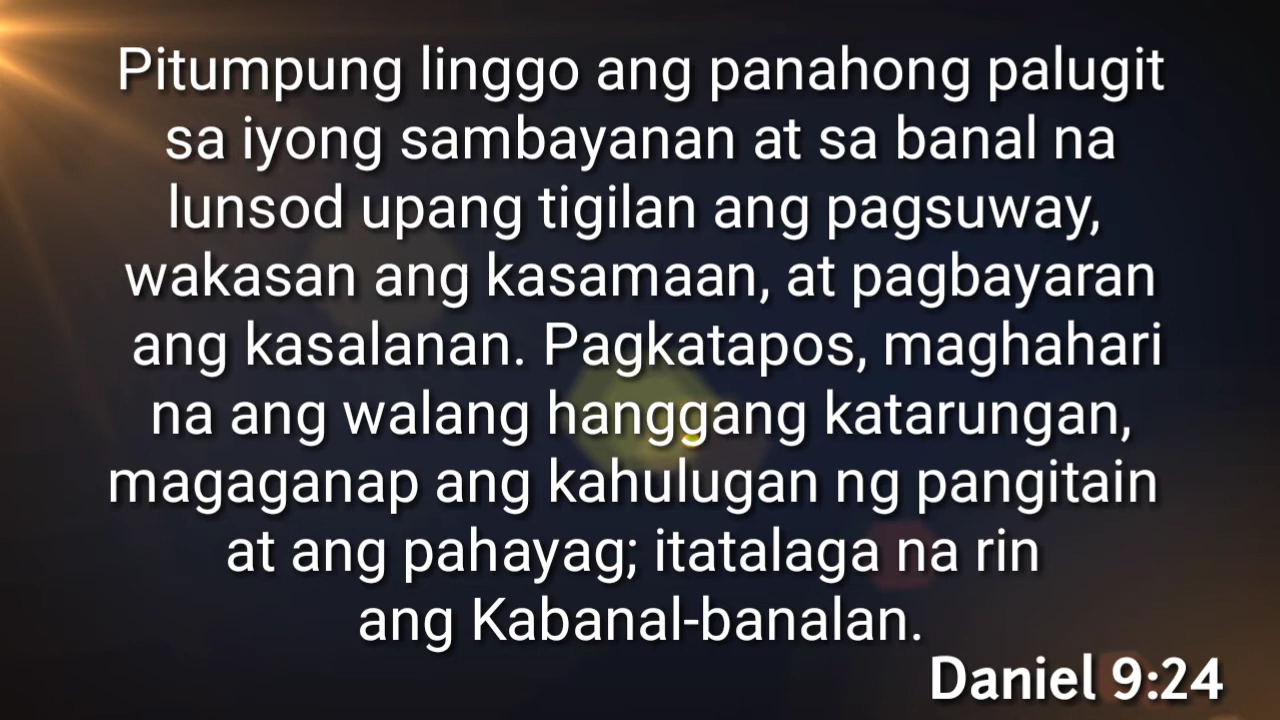 Pitumpung linggo ang panahong palugit
sa iyong sambayanan at sa banal na
lunsod upang tigilan ang pagsuway,
wakasan ang kasamaan, at pagbayaran
ang kasalanan. Pagkatapos, maghahari
na ang walang hanggang katarungan,
magaganap ang kahulugan ng pangitain
at ang pahayag; itatalaga na rin
ang Kabanal-banalan.
Daniel 9:24